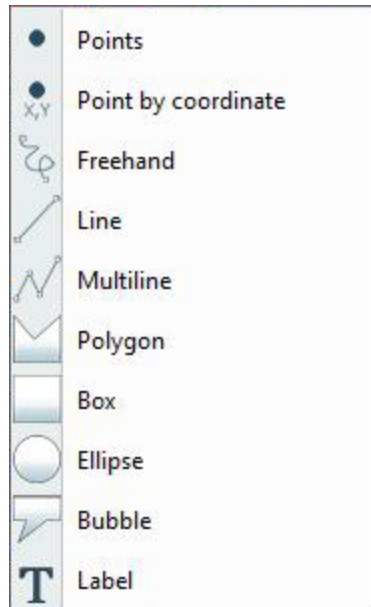 Points
X,Y Point by coordinate
Freehand
Line
Multiline
Polygon
Box
Ellipse
Bubble
T Label